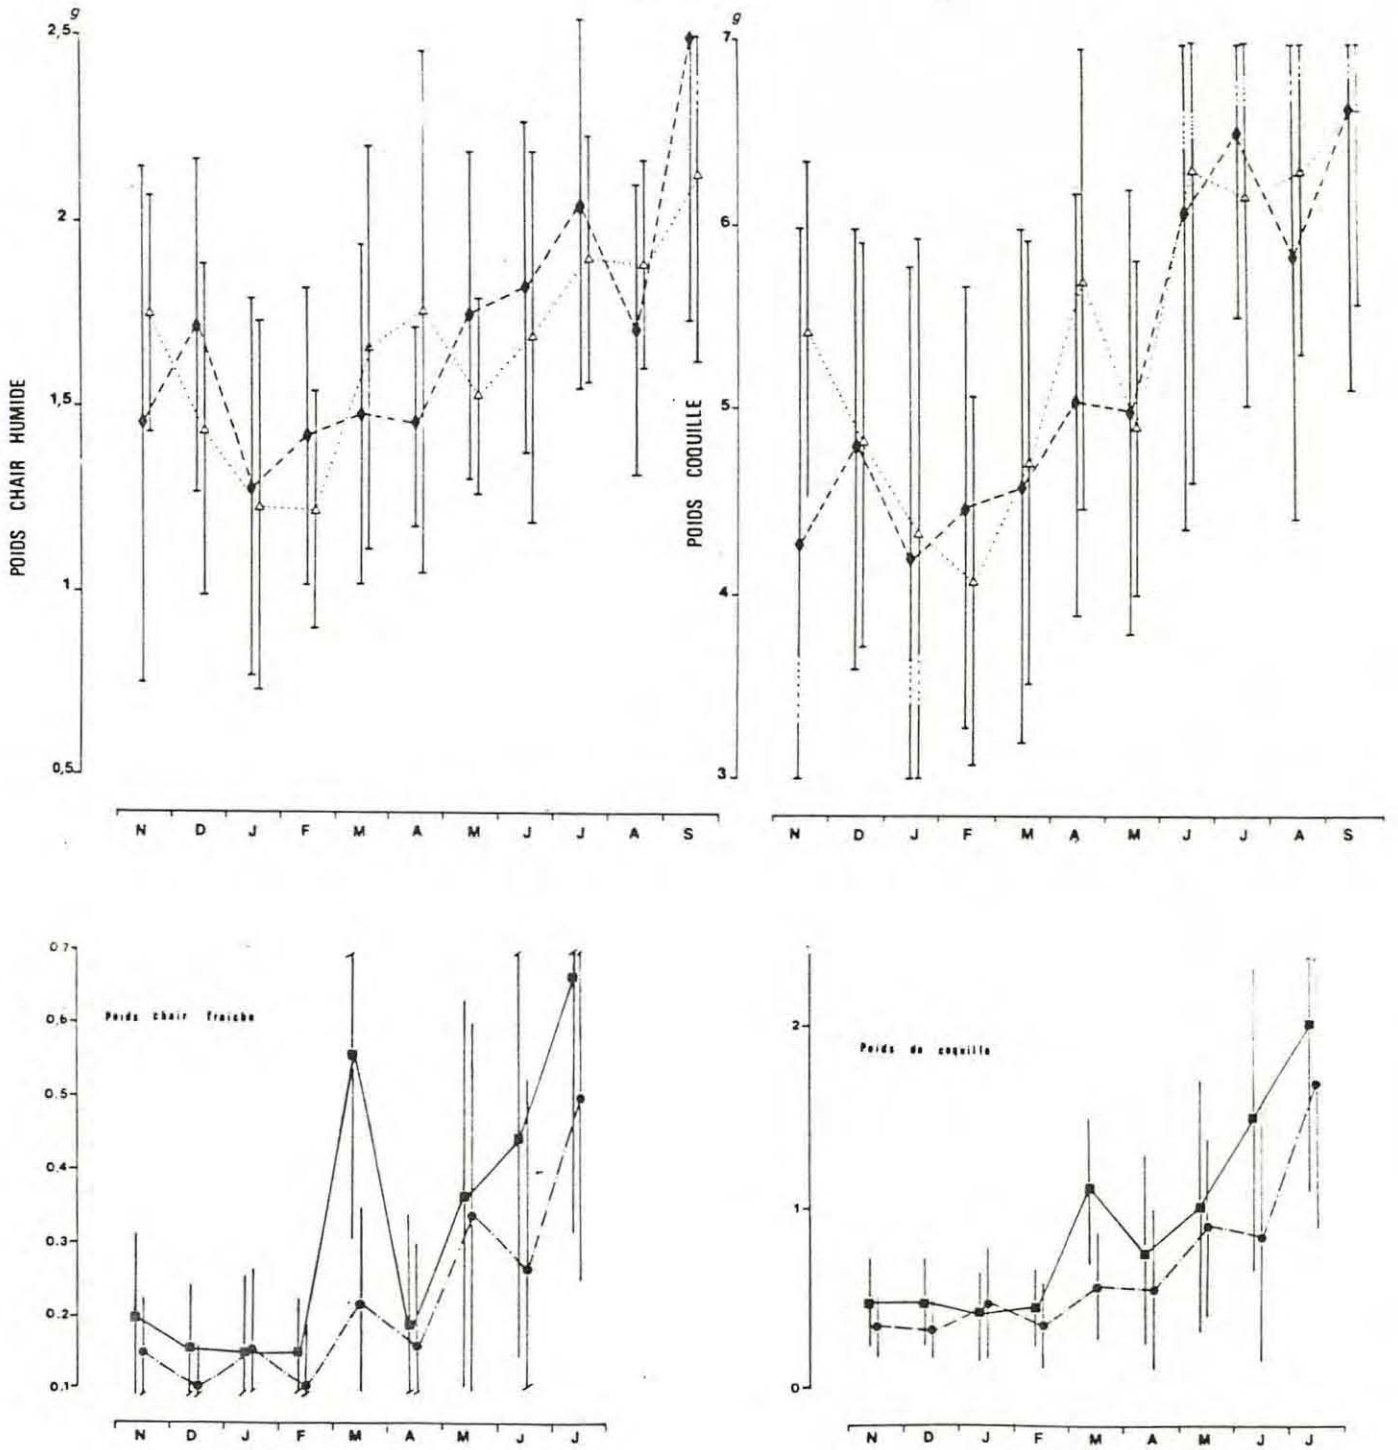 g
2,5
2
1,5
1
0,5
POIDS CHAIR HUMIDE
N D J F M A M J J A S
g
7
6
5
4
3
POIDS COQUILLE
N D J F M A M J J A S
0.7
0,6
0.5
0.4
0.3
0.2
0.1
Poids chair fraiche
N D J F M A M J J
2
1
0
Poids de coquille
N D J F M A M J J